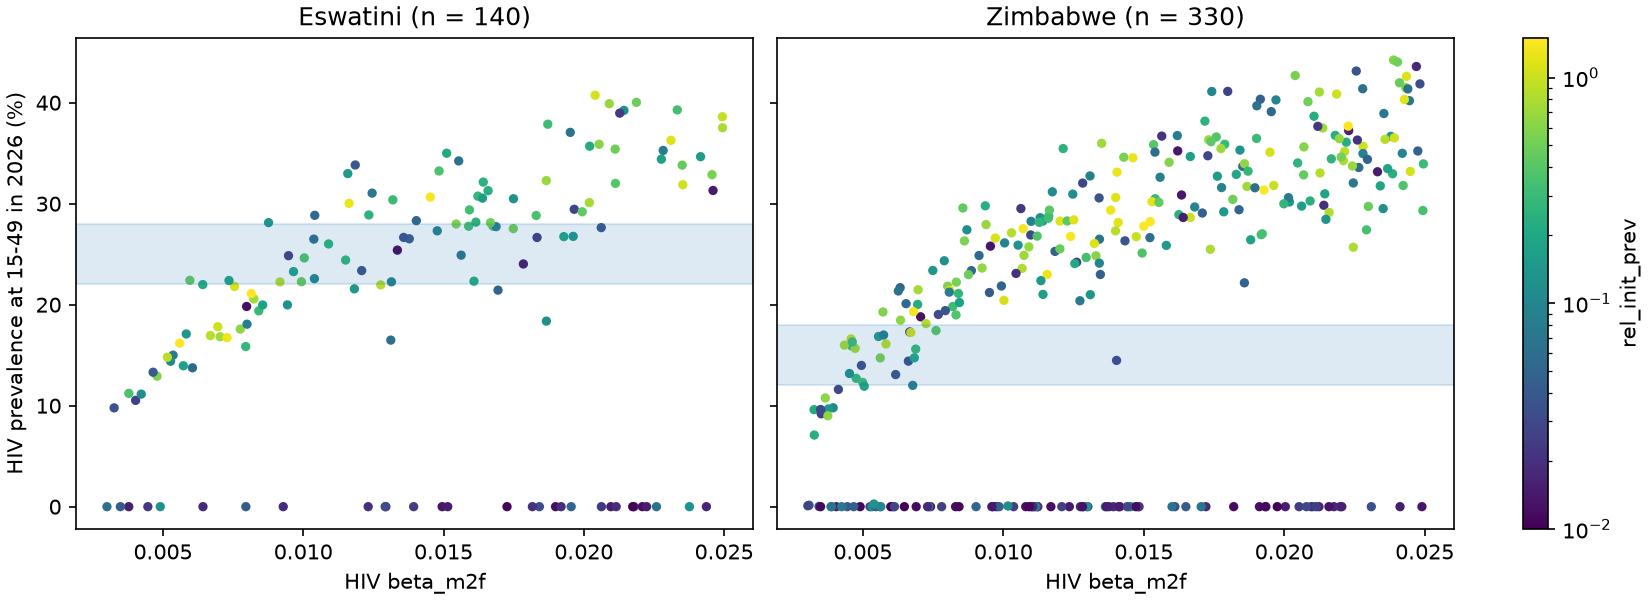 Eswatini (n = 140)
Zimbabwe (n = 330)
HIV prevalence at 15-49 in 2026 (%)
40
30
20
10
0
0.005 0.010 0.015 0.020 0.025
HIV beta_m2f
0.005 0.010 0.015 0.020 0.025
HIV beta_m2f
10⁰
10⁻¹
10⁻²
rel_init_prev